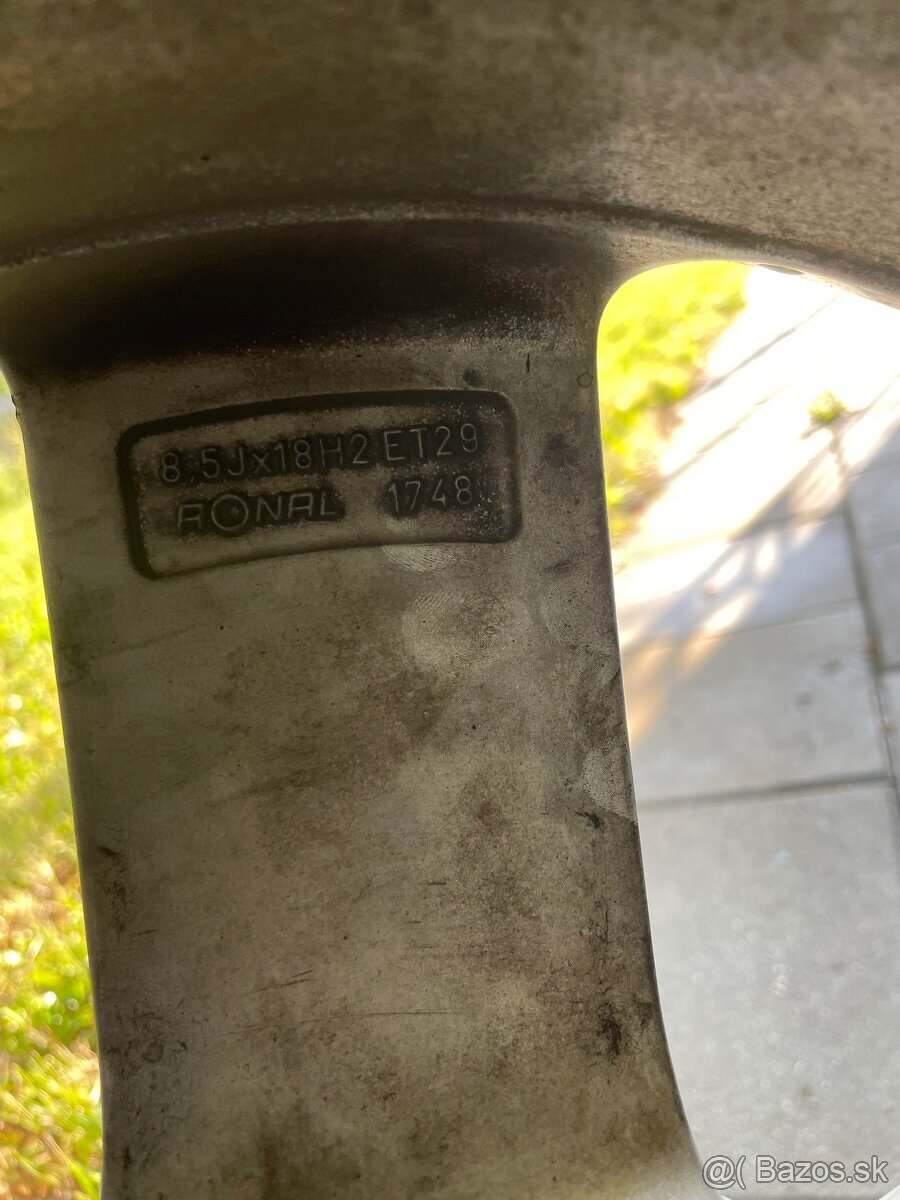 8,5Jx18H2 ET29
RONAL 1748
@( Bazos.sk